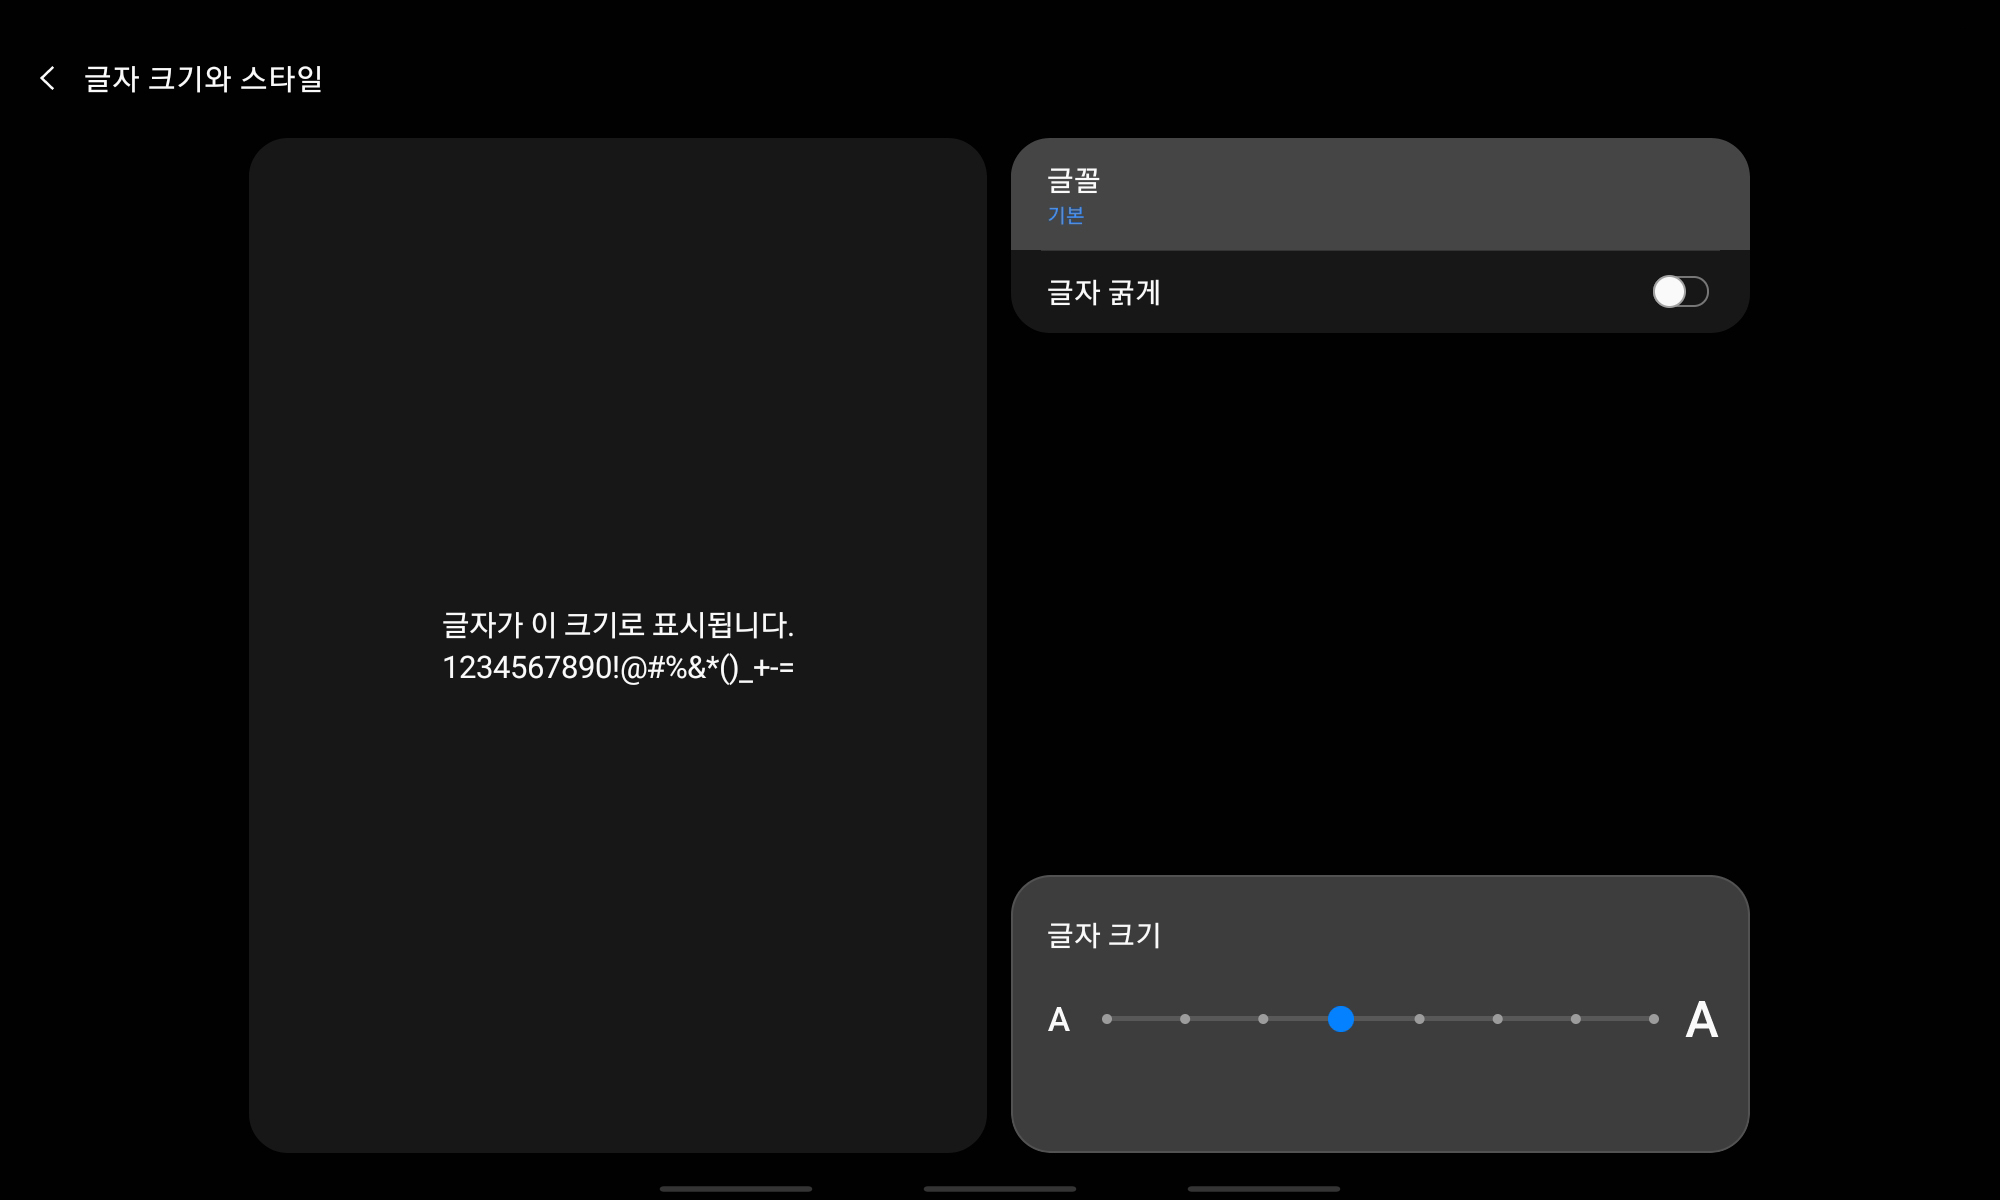 글자 크기와 스타일
글자가 이 크기로 표시됩니다.
1234567890!@#%&*()_+-=
글꼴
기본
글자 굵게
글자 크기
A
A